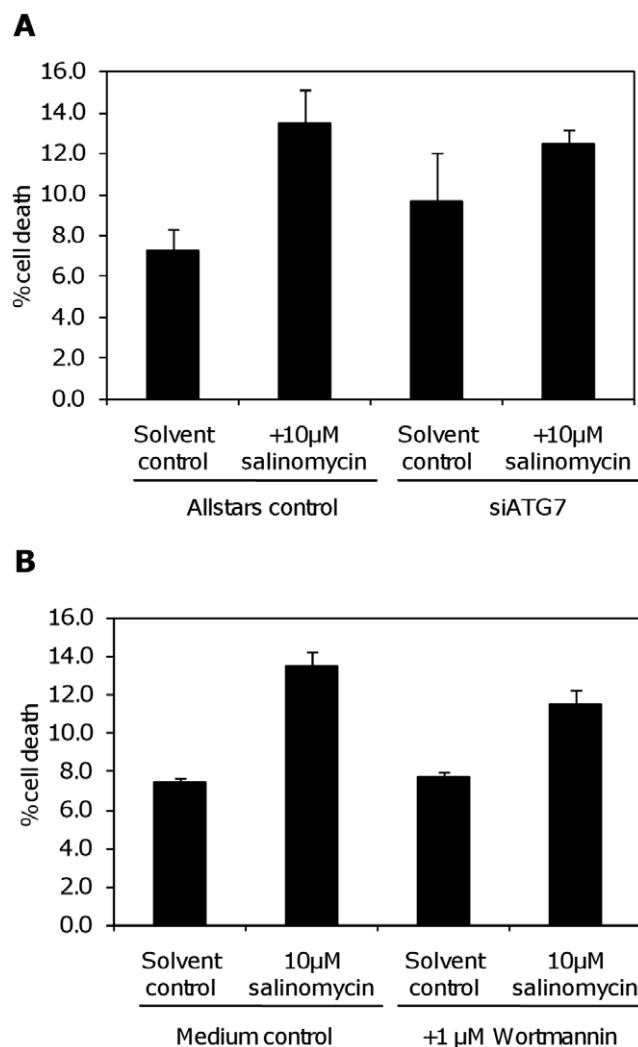 A
16.0
14.0
12.0
10.0
8.0
6.0
4.0
2.0
0.0
% cell death
Solvent control
+10µM salinomycin
Solvent control
+10µM salinomycin
Allstars control
siATG7
B
16.0
14.0
12.0
10.0
8.0
6.0
4.0
2.0
0.0
% cell death
Solvent control
10µM salinomycin
Solvent control
10µM salinomycin
Medium control
+1 µM Wortmannin